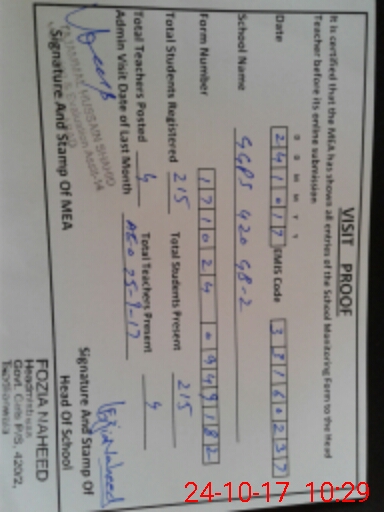 VISIT PROOF
It is certified that the MEA has shown all entries of the School Monitoring Form to the Head
Teacher before its online submission
D D M M Y Y
Date 2 4 1 0 1 7 EMIS Code 3 3 1 6 0 2 3 7
School Name GGPS 420 GB-2
Form Number 1 7 1 0 2 4 0 9 4 9 1 8 2
Total Students Registered 215 Total Students Present 215
Total Teachers Posted 4 Total Teachers Present 4
Admin Visit Date of Last Month AEO 25-9-17
Signature And Stamp Of MEA
Signature And Stamp Of
Head Of School
FOZIA NAHEED
Headmistress
Govt. Girls P/S, 420/2,
24-10-17 10:29